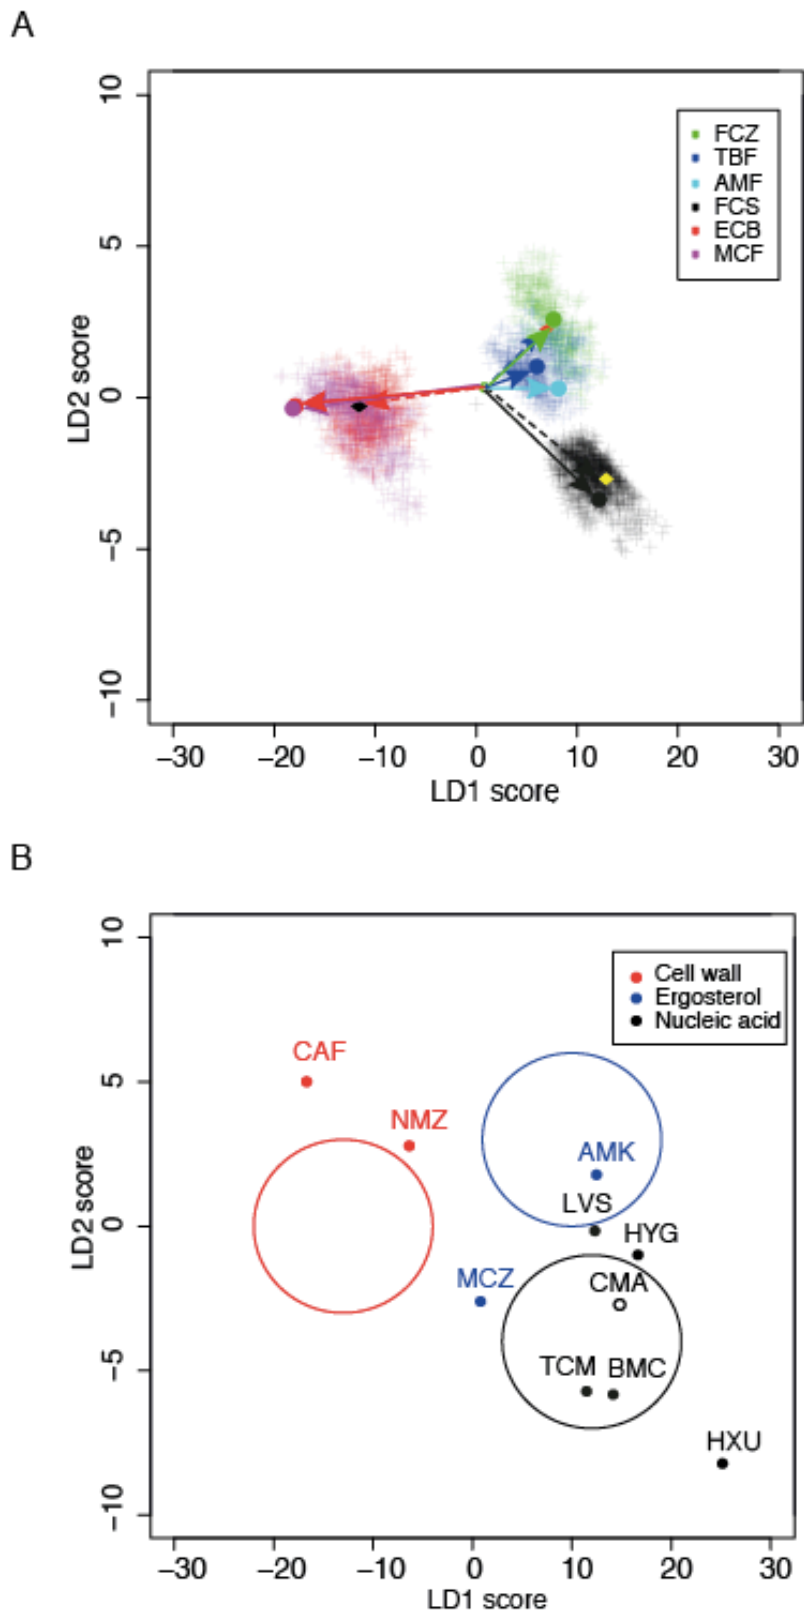 A
10
5
0
−5
−10
LD2 score
FCZ
TBF
AMF
FCS
ECB
MCF
−30 −20 −10 0 10 20 30
LD1 score
B
10
5
0
−5
−10
LD2 score
Cell wall
Ergosterol
Nucleic acid
CAF
NMZ
AMK
LVS
HYG
MCZ
CMA
TCM BMC
HXU
−30 −20 −10 0 10 20 30
LD1 score